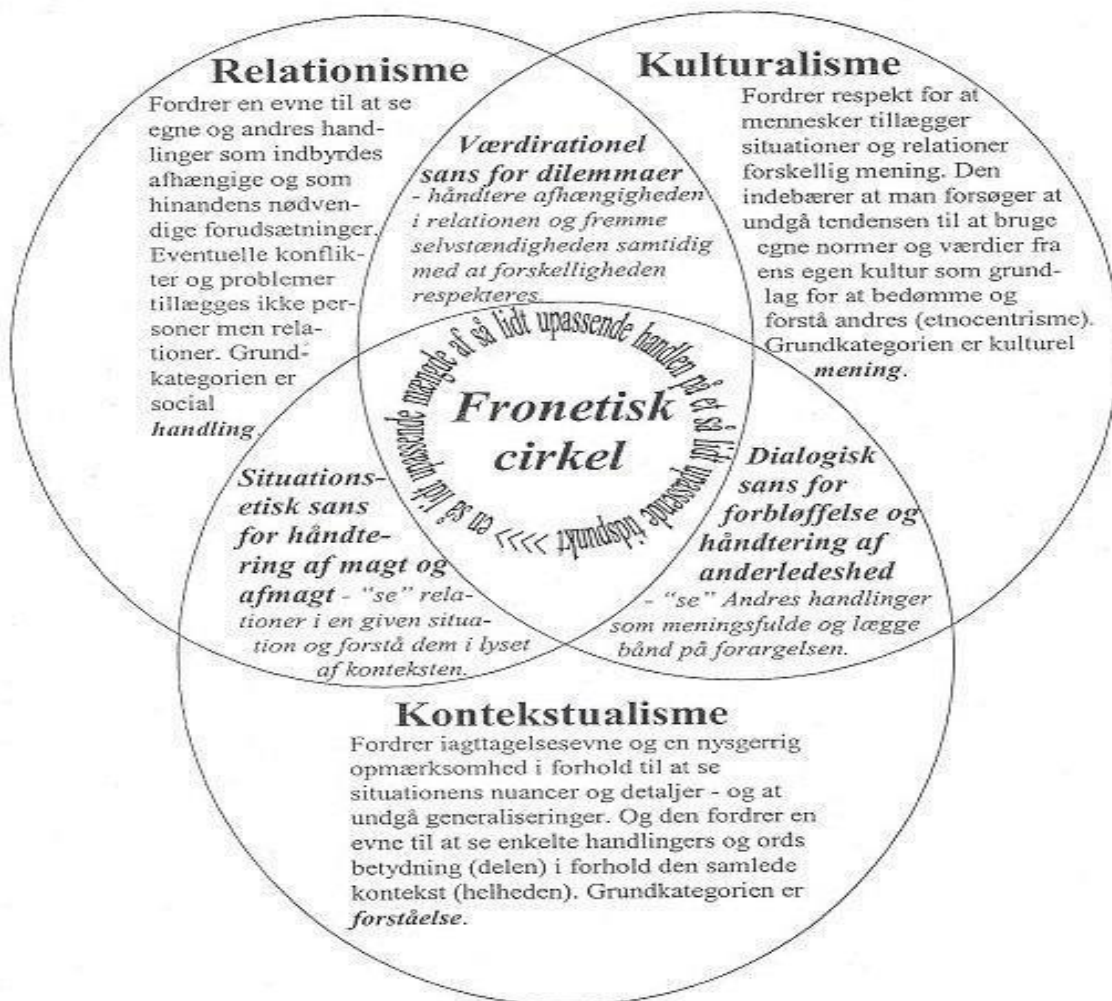 Relationisme
Fordrer en evne til at se
egne og andres hand-
linger som indbyrdes
afhængige og som
hinandens nødven-
dige forudsætninger.
Eventuelle konflik-
ter og problemer
tillægges ikke per-
soner men rela-
tioner. Grund-
kategorien er
social
handling.
Kulturalisme
Fordrer respekt for at
mennesker tillægger
situationer og relationer
forskellig mening. Den
indebærer at man forsøger at
undgå tendensen til at bruge
egne normer og værdier fra
ens egen kultur som grund-
lag for at bedømme og
forstå andres (etnocentrisme).
Grundkategorien er kulturel
mening.
Værdirationel
sans for dilemmaer
- håndtere afhængigheden
i relationen og fremme
selvstændigheden samtidig
med at forskelligheden
respekteres.
en så lidt upassende mængde af så lidt upassende handlen på et så lidt upassende tidspunkt >>>>
Fronetisk
cirkel
Situations-
etisk sans
for håndte-
ring af magt og
afmagt - "se" rela-
tioner i en given situa-
tion og forstå dem i lyset
af konteksten.
Dialogisk
sans for
forbløffelse og
håndtering af
anderledeshed
- "se" Andres handlinger
som meningsfulde og lægge
bånd på forargelsen.
Kontekstualisme
Fordrer iagttagelsesevne og en nysgerrig
opmærksomhed i forhold til at se
situationens nuancer og detaljer - og at
undgå generaliseringer. Og den fordrer en
evne til at se enkelte handlingers og ords
betydning (delen) i forhold den samlede
kontekst (helheden). Grundkategorien er
forståelse.